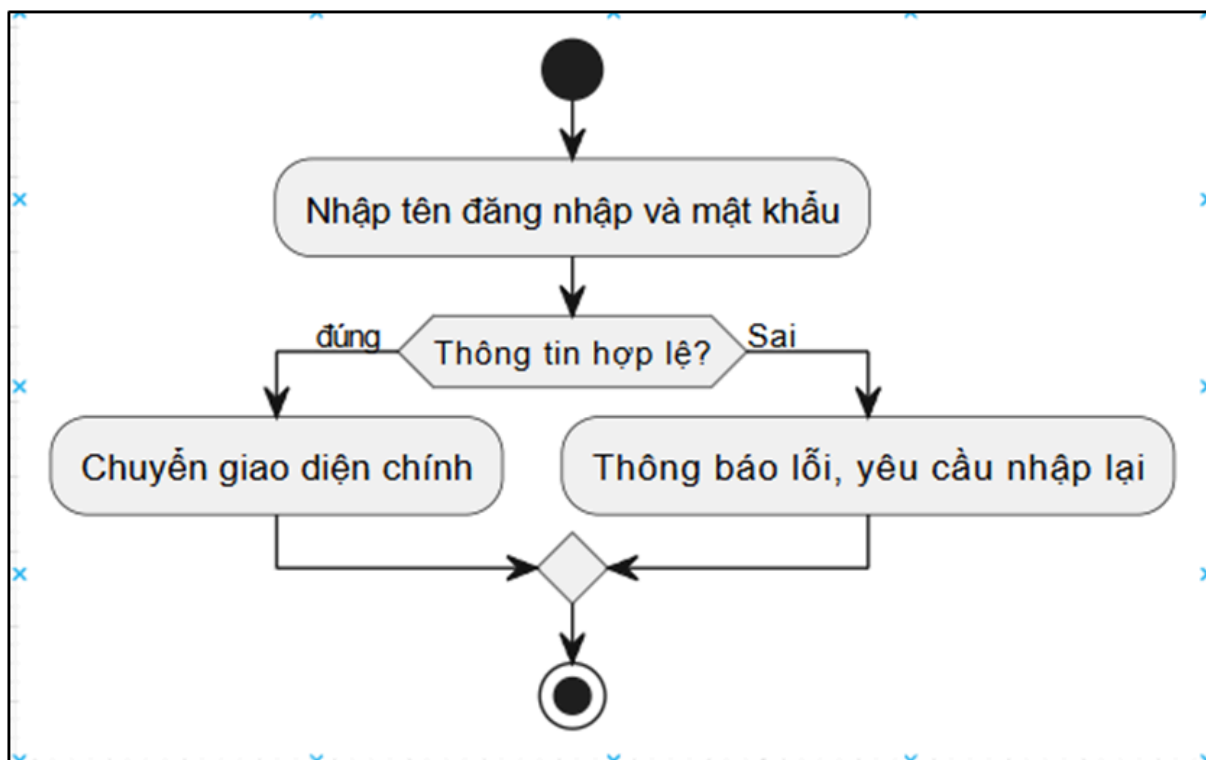 Nhập tên đăng nhập và mật khẩu
đúng
Thông tin hợp lệ?
Sai
Chuyển giao diện chính
Thông báo lỗi, yêu cầu nhập lại